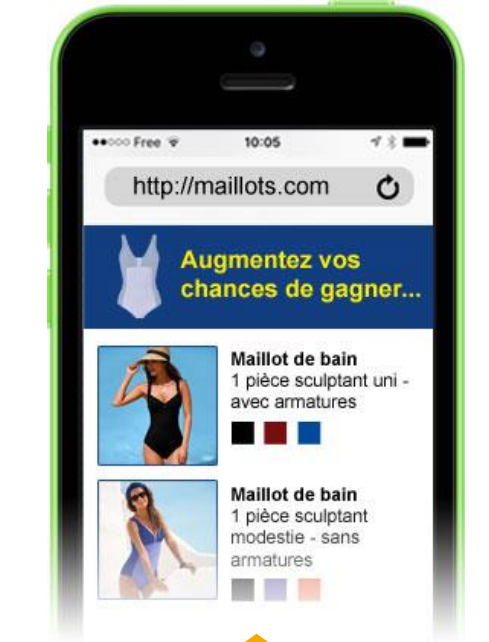 Free 10:05
http://maillots.com
Augmentez vos
chances de gagner...
Maillot de bain
1 pièce sculptant uni -
avec armatures
Maillot de bain
1 pièce sculptant
modestie - sans
armatures